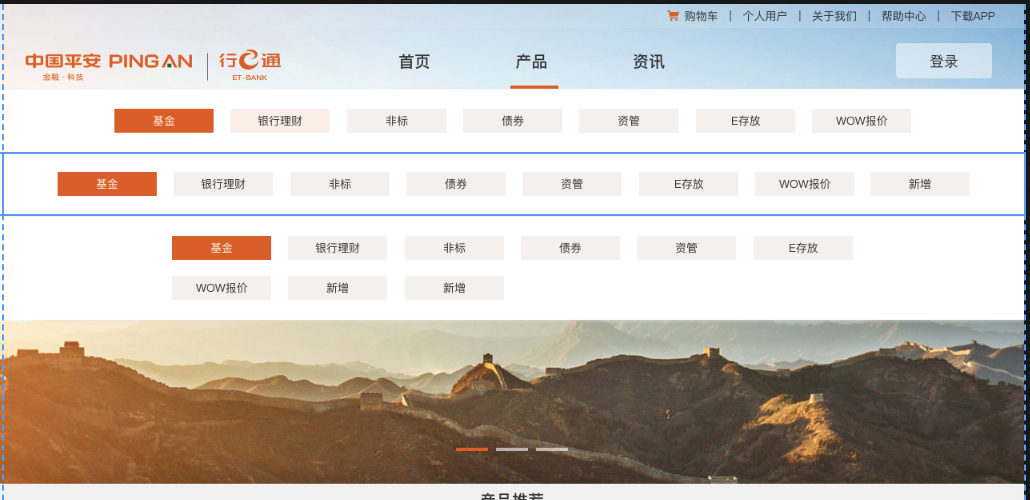 购物车 | 个人用户 | 关于我们 | 帮助中心 | 下载APP
中国平安 PINGAN 行e通 首页 产品 资讯 登录
金融·科技 ET-BANK
基金 银行理财 非标 债券 资管 E存放 WOW报价
基金 银行理财 非标 债券 资管 E存放 WOW报价 新增
基金 银行理财 非标 债券 资管 E存放
WOW报价 新增 新增
产品推荐